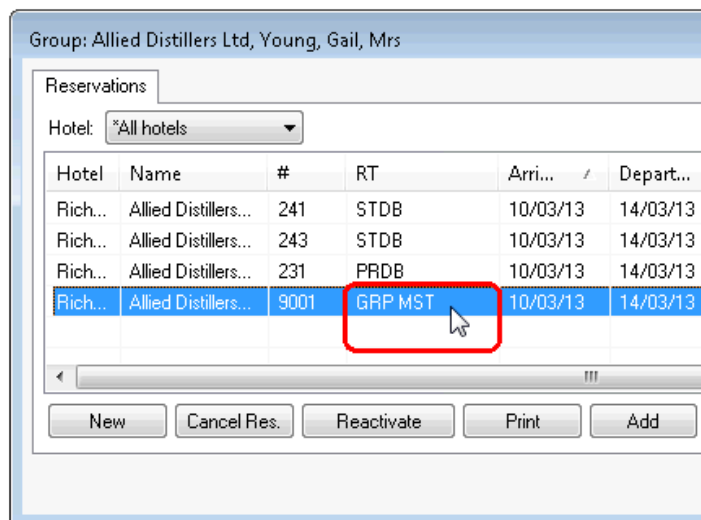 Group: Allied Distillers Ltd, Young, Gail, Mrs
Reservations
Hotel: *All hotels
Hotel Name # RT Arri... Depart...
Rich... Allied Distillers... 241 STDB 10/03/13 14/03/13
Rich... Allied Distillers... 243 STDB 10/03/13 14/03/13
Rich... Allied Distillers... 231 PRDB 10/03/13 14/03/13
Rich... Allied Distillers... 9001 GRP MST 10/03/13 14/03/13
New Cancel Res. Reactivate Print Add